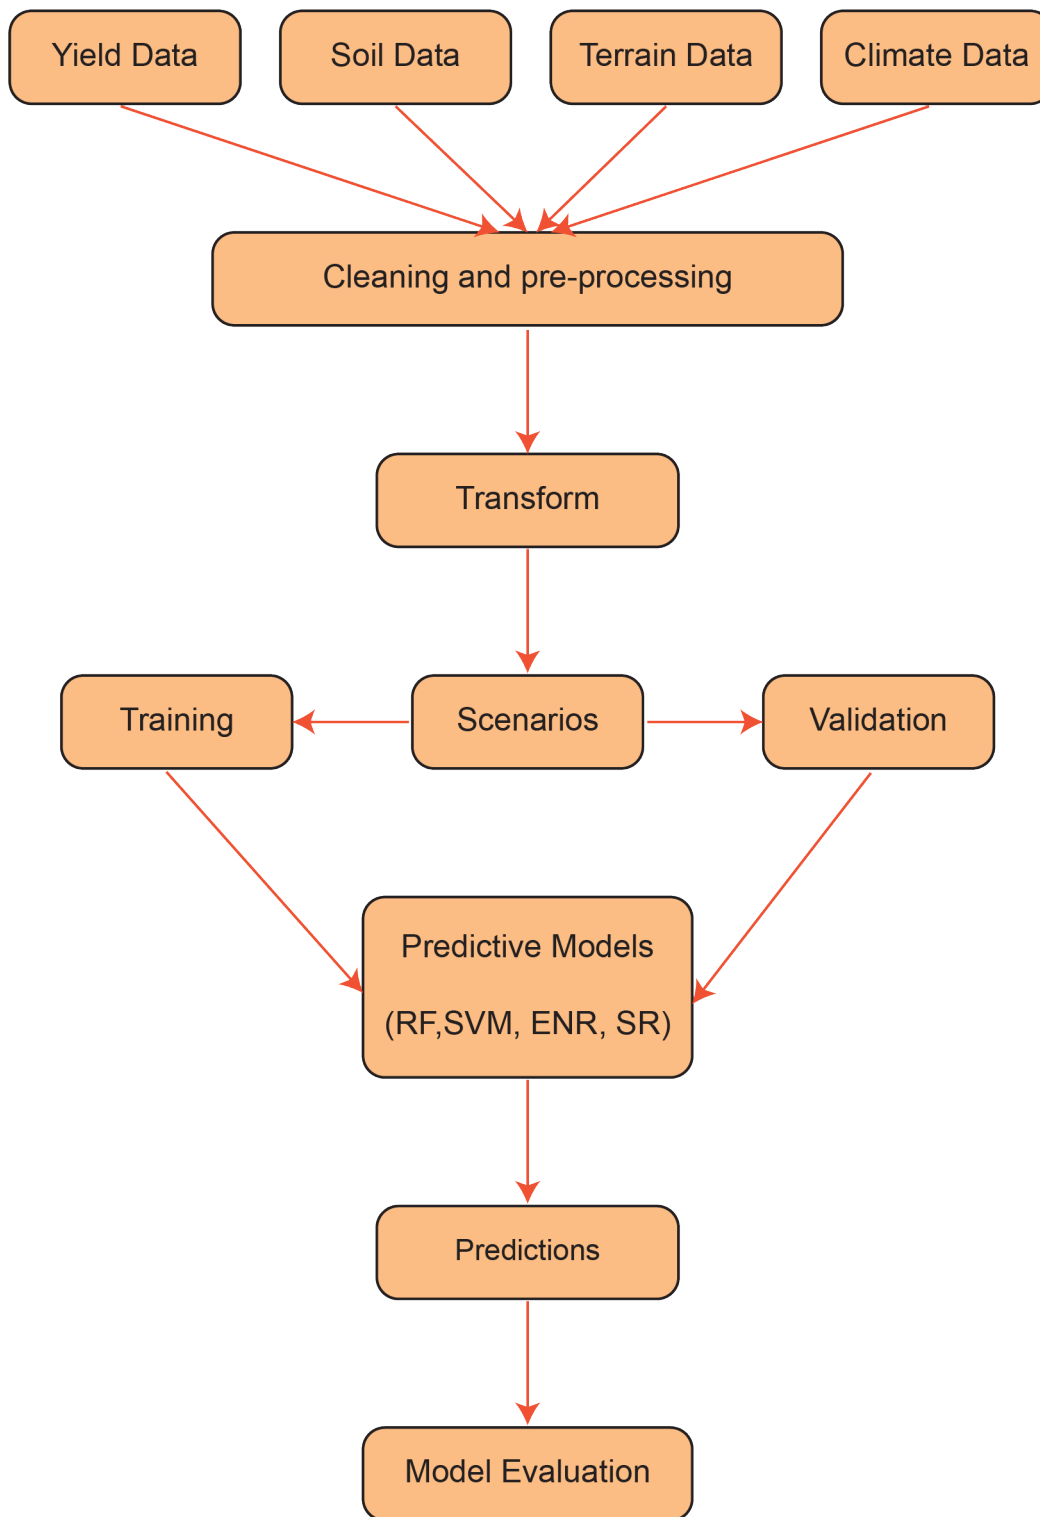 Yield Data
Soil Data
Terrain Data
Climate Data
Cleaning and pre-processing
Transform
Training
Scenarios
Validation
Predictive Models
(RF,SVM, ENR, SR)
Predictions
Model Evaluation